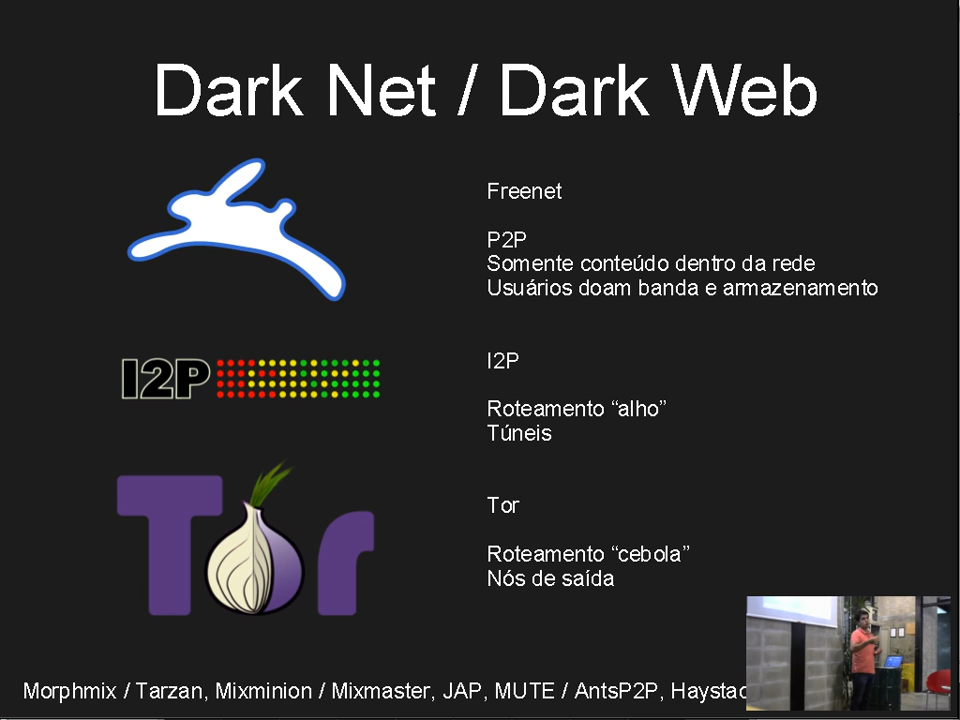 Dark Net / Dark Web
Freenet
P2P
Somente conteúdo dentro da rede
Usuários doam banda e armazenamento
I2P
I2P
Roteamento “alho”
Túneis
Tor
Tor
Roteamento “cebola”
Nós de saída
Morphmix / Tarzan, Mixminion / Mixmaster, JAP, MUTE / AntsP2P,